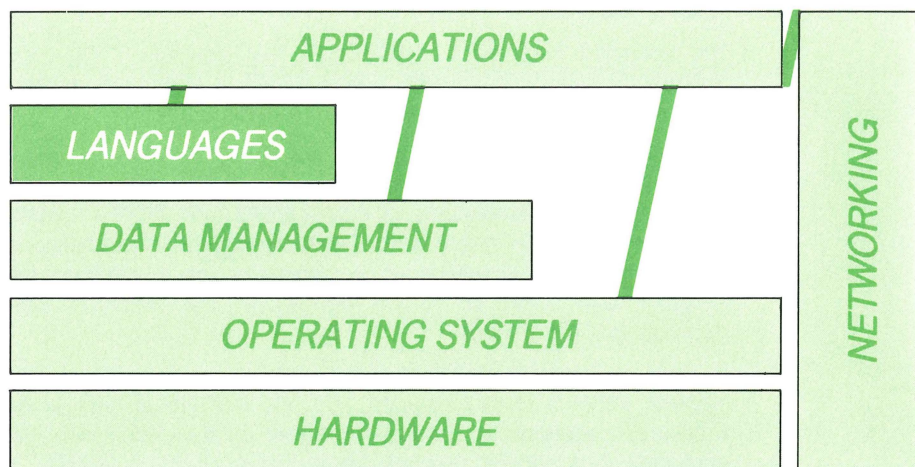 APPLICATIONS
LANGUAGES
DATA MANAGEMENT
OPERATING SYSTEM
HARDWARE
NETWORKING